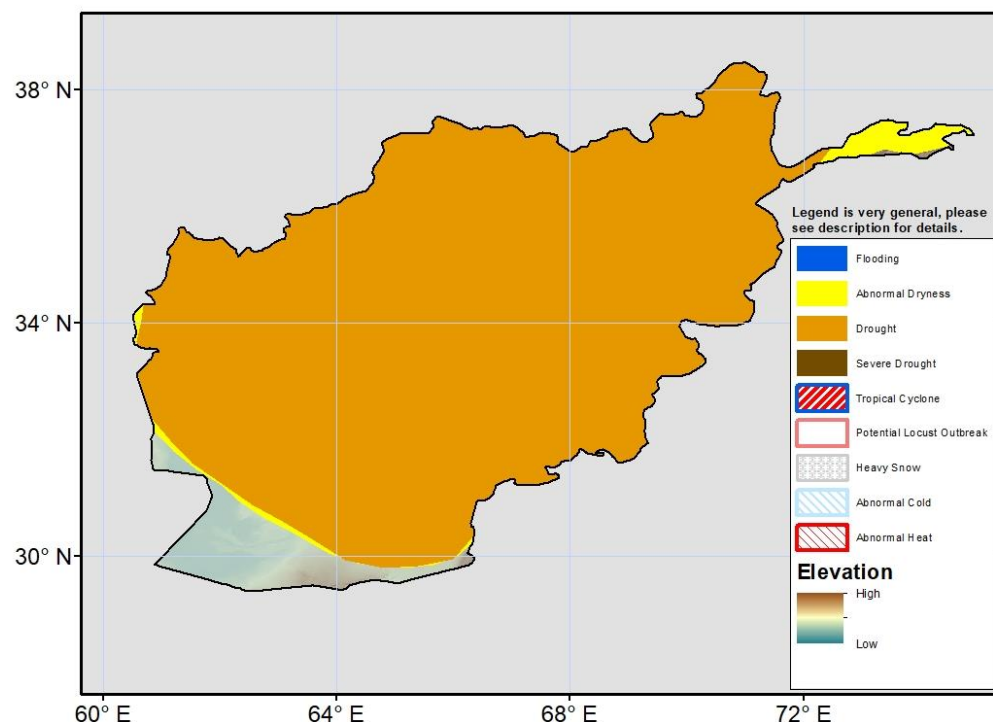 38° N
34° N
30° N
60° E
64° E
68° E
72° E
Legend is very general, please
see description for details.
Flooding
Abnormal Dryness
Drought
Severe Drought
Tropical Cyclone
Potential Locust Outbreak
Heavy Snow
Abnormal Cold
Abnormal Heat
Elevation
High
Low